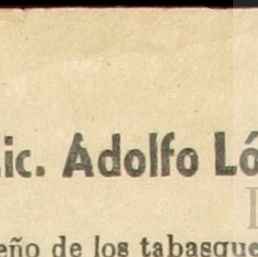 ic. Adolfo Ló
eño de los tabasque